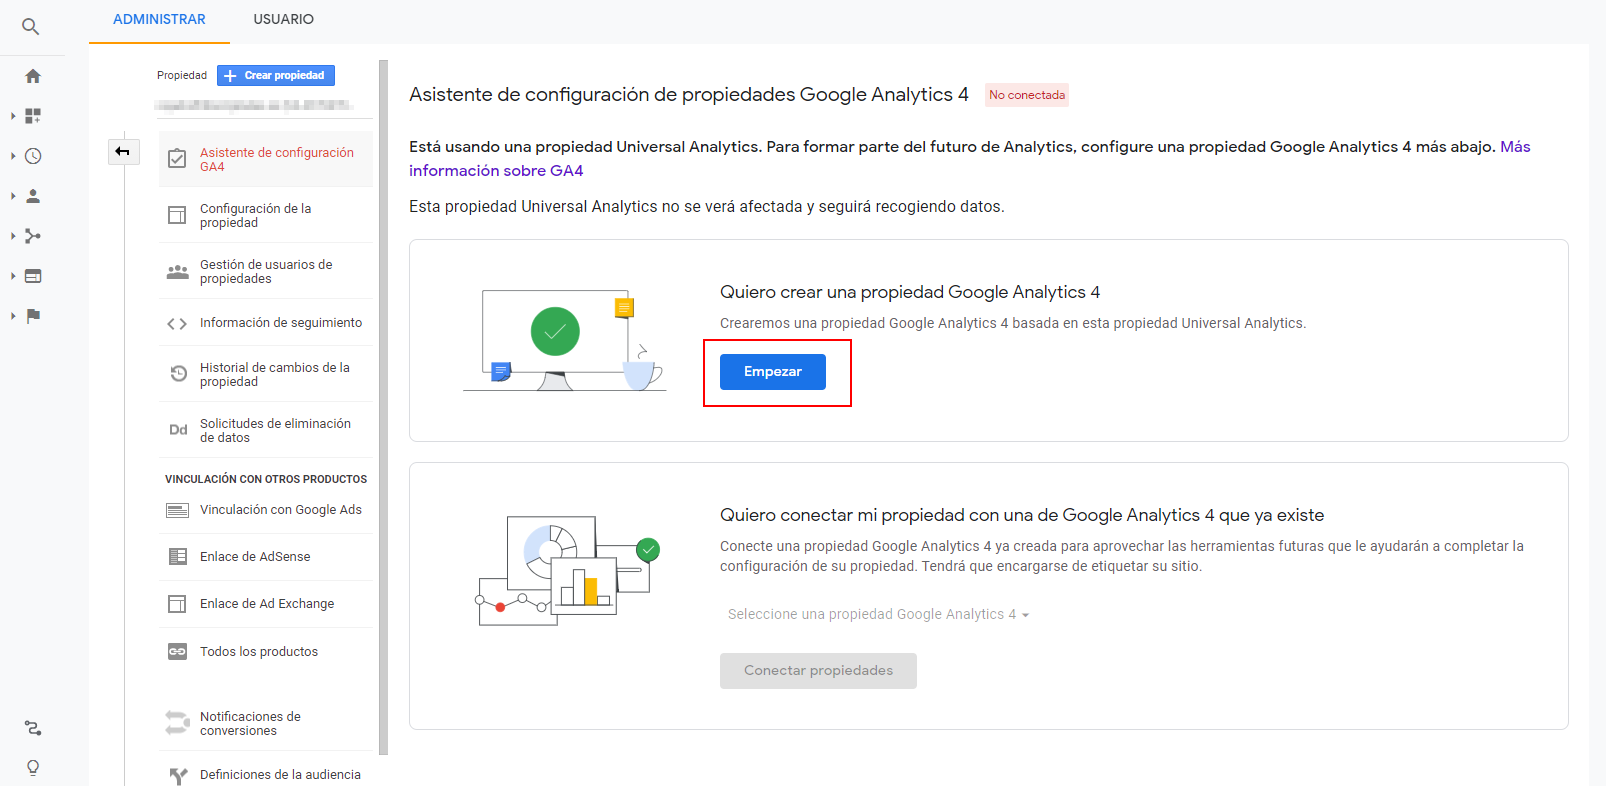 ADMINISTRAR
USUARIO
Propiedad
Crear propiedad
Asistente de configuración
GA4
Configuración de la
propiedad
Gestión de usuarios de
propiedades
Información de seguimiento
Historial de cambios de la
propiedad
Dd
Solicitudes de eliminación
de datos
VINCULACIÓN CON OTROS PRODUCTOS
Vinculación con Google Ads
Enlace de AdSense
Enlace de Ad Exchange
Todos los productos
Notificaciones de
conversiones
Definiciones de la audiencia
Asistente de configuración de propiedades Google Analytics 4
No conectada
Está usando una propiedad Universal Analytics. Para formar parte del futuro de Analytics, configure una propiedad Google Analytics 4 más abajo. Más
información sobre GA4
Esta propiedad Universal Analytics no se verá afectada y seguirá recogiendo datos.
Quiero crear una propiedad Google Analytics 4
Crearemos una propiedad Google Analytics 4 basada en esta propiedad Universal Analytics.
Empezar
Quiero conectar mi propiedad con una de Google Analytics 4 que ya existe
Conecte una propiedad Google Analytics 4 ya creada para aprovechar las herramientas futuras que le ayudarán a completar la
configuración de su propiedad. Tendrá que encargarse de etiquetar su sitio.
Seleccione una propiedad Google Analytics 4
Conectar propiedades